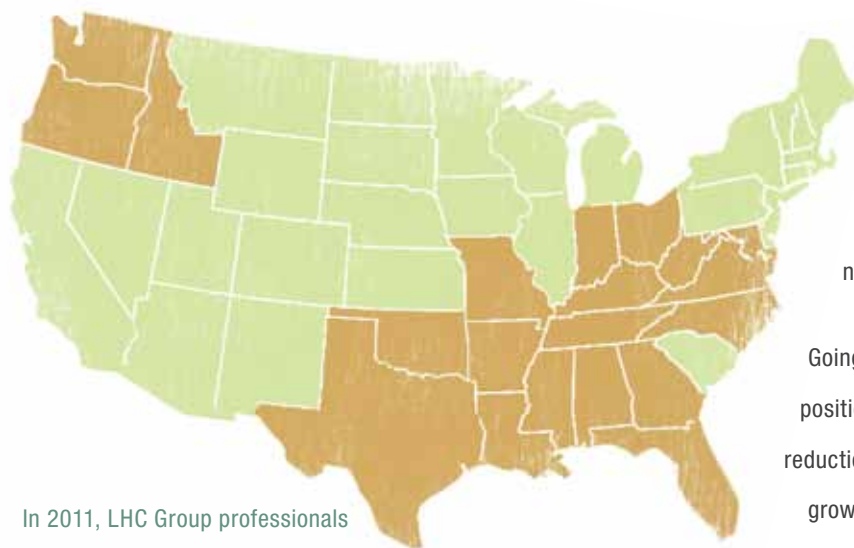 n
Going
positi
reductio
grow
In 2011, LHC Group professionals